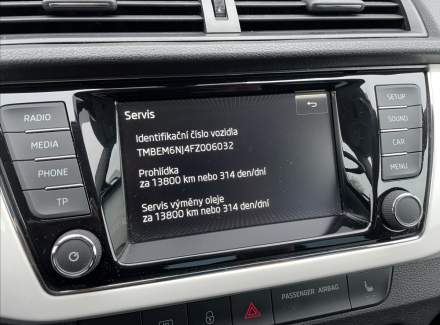 Servis
Identifikační číslo vozidla
TMBEM6NJ4FZ006032
Prohlídka
za 13800 km nebo 314 den/dní
Servis výměny oleje
za 13800 km nebo 314 den/dní
RADIO
MEDIA
PHONE
TP
SETUP
SOUND
CAR
MENU
PASSENGER AIRBAG